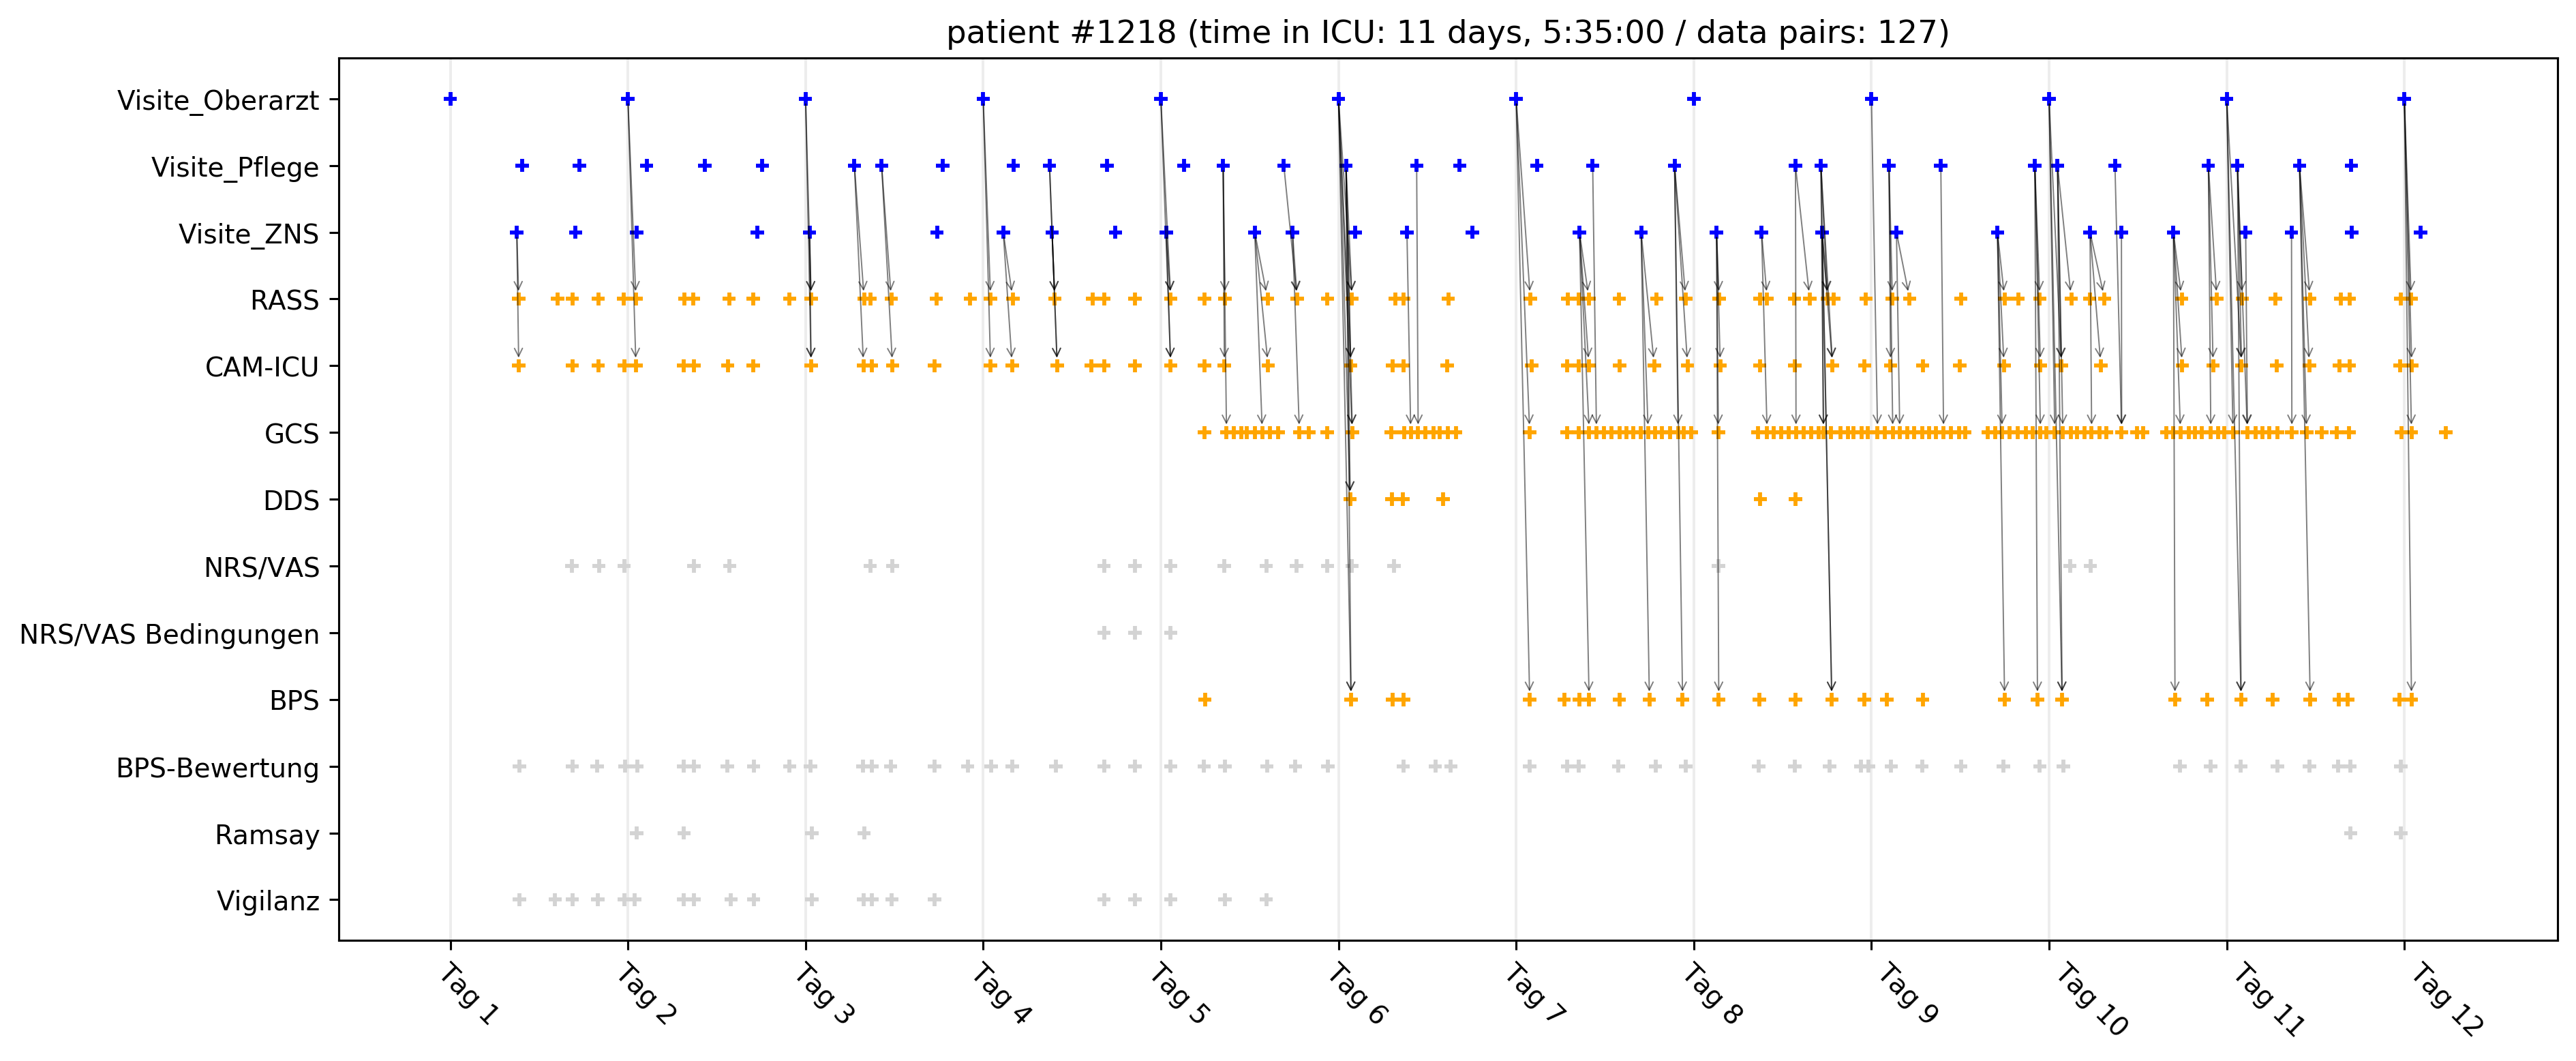 patient #1218 (time in ICU: 11 days, 5:35:00 / data pairs: 127)
Visite_Oberarzt
Visite_Pflege
Visite_ZNS
RASS
CAM-ICU
GCS
DDS
NRS/VAS
NRS/VAS Bedingungen
BPS
BPS-Bewertung
Ramsay
Vigilanz
Tag 1
Tag 2
Tag 3
Tag 4
Tag 5
Tag 6
Tag 7
Tag 8
Tag 9
Tag 10
Tag 11
Tag 12